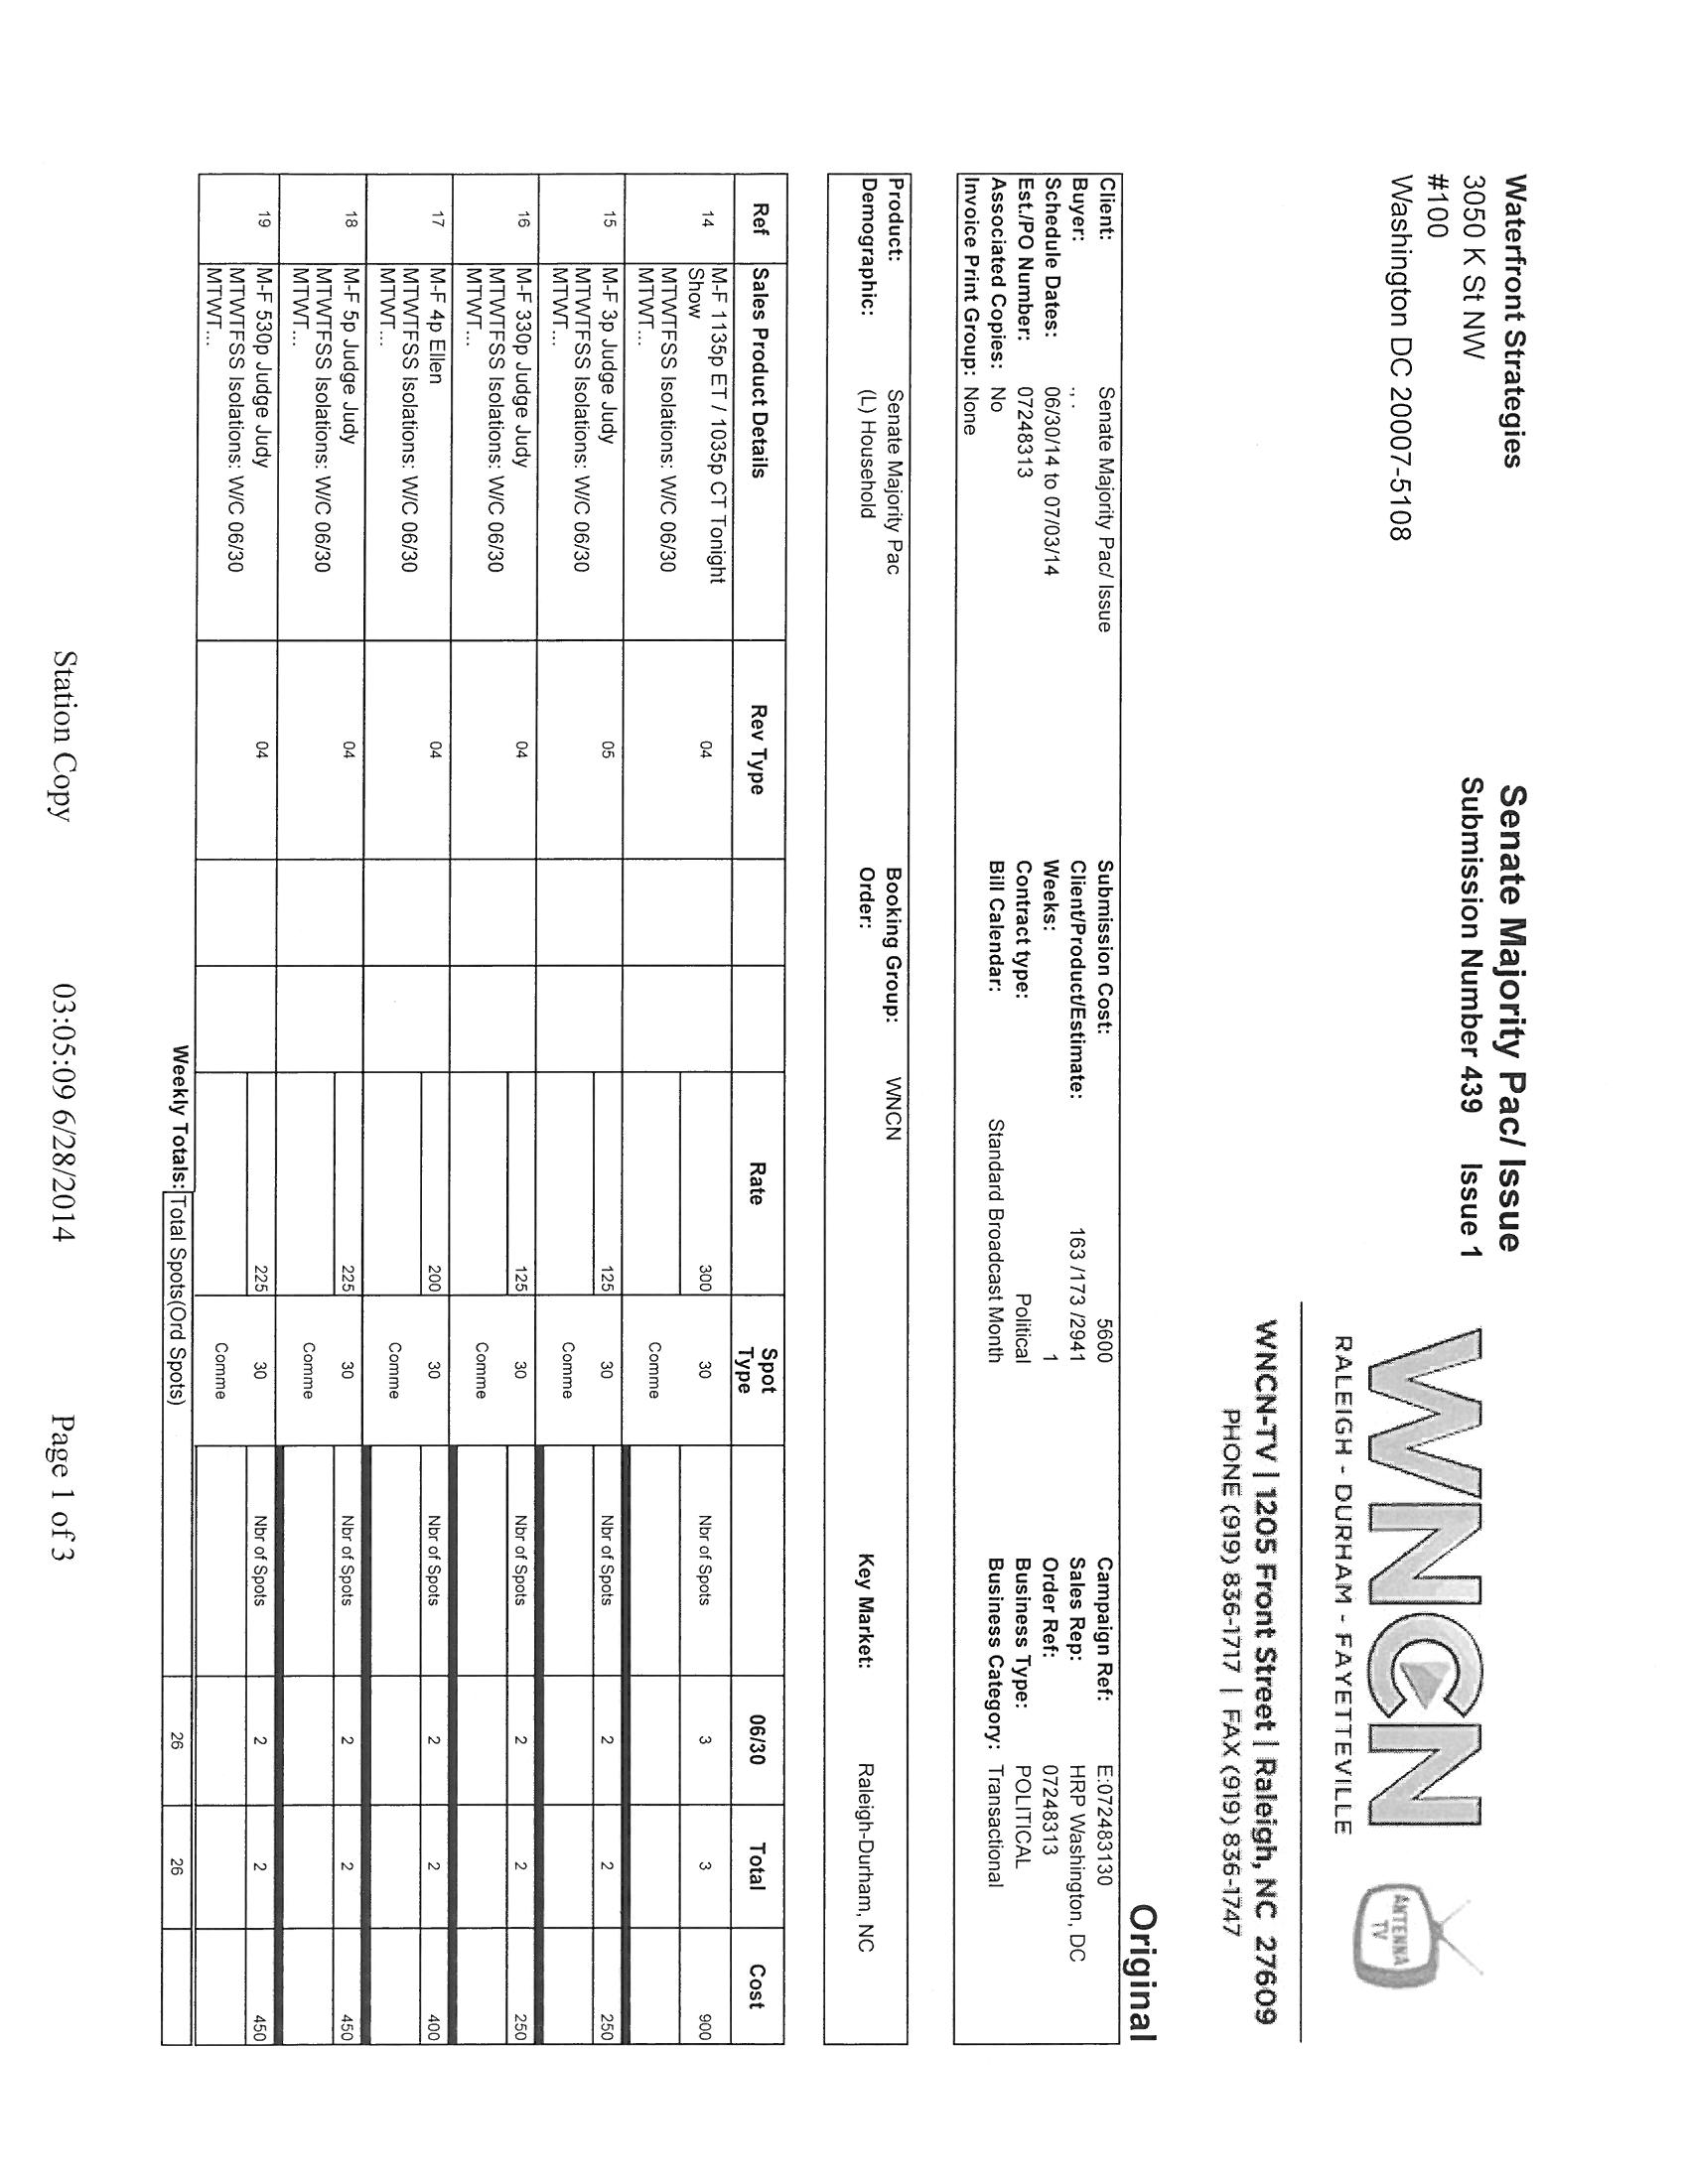 Waterfront Strategies
3050 K St NW
#100
Washington DC 20007-5108
Senate Majority Pac/ Issue
Submission Number 439 Issue 1
WNCN
RALEIGH - DURHAM - FAYETTEVILLE
ANTENNA TV
WNCN-TV | 1205 Front Street | Raleigh, NC 27609
PHONE (919) 836-1717 | FAX (919) 836-1747
Original
Client: Senate Majority Pac/ Issue Submission Cost: 5600 Campaign Ref: E:072483130
Buyer: , . Client/Product/Estimate: 163 /173 /2941 Sales Rep: HRP Washington, DC
Schedule Dates: 06/30/14 to 07/03/14 Weeks: 1 Order Ref: 07248313
Est./PO Number: 07248313 Contract type: Political Business Type: POLITICAL
Associated Copies: No Bill Calendar: Standard Broadcast Month Business Category: Transactional
Invoice Print Group: None
Product: Senate Majority Pac Booking Group: WNCN Key Market: Raleigh-Durham, NC
Demographic: (L) Household Order:
Ref Sales Product Details Rev Type Rate Spot Type 06/30 Total Cost
14 M-F 1135p ET / 1035p CT Tonight 04 300 30 Nbr of Spots 3 3 900
Show
MTWTFSS Isolations: W/C 06/30 Comme
MTWT...
15 M-F 3p Judge Judy 05 125 30 Nbr of Spots 2 2 250
MTWTFSS Isolations: W/C 06/30 Comme
MTWT...
16 M-F 330p Judge Judy 04 125 30 Nbr of Spots 2 2 250
MTWTFSS Isolations: W/C 06/30 Comme
MTWT...
17 M-F 4p Ellen 04 200 30 Nbr of Spots 2 2 400
MTWTFSS Isolations: W/C 06/30 Comme
MTWT...
18 M-F 5p Judge Judy 04 225 30 Nbr of Spots 2 2 450
MTWTFSS Isolations: W/C 06/30 Comme
MTWT...
19 M-F 530p Judge Judy 04 225 30 Nbr of Spots 2 2 450
MTWTFSS Isolations: W/C 06/30 Comme
MTWT...
Weekly Totals: Total Spots(Ord Spots) 26 26
Station Copy 03:05:09 6/28/2014 Page 1 of 3